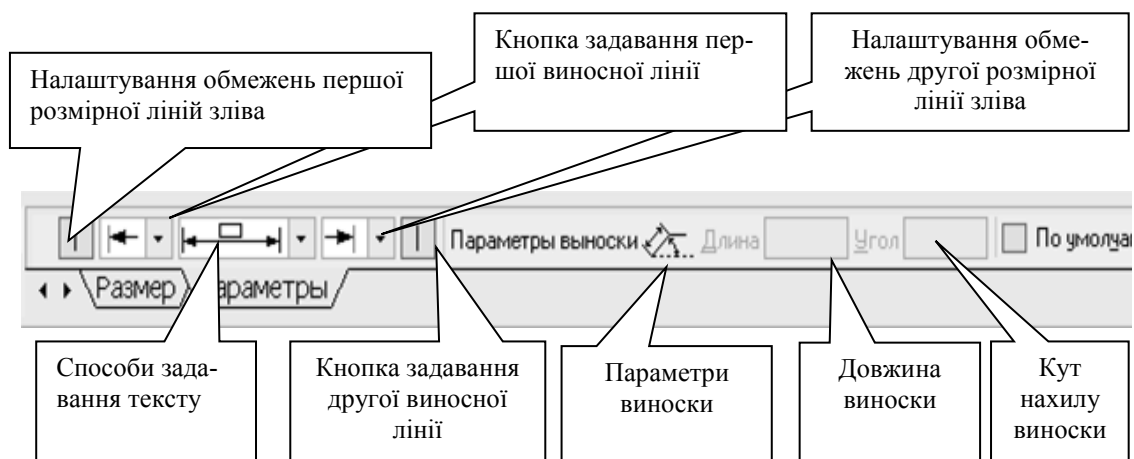 Налаштування обмежень першої
розмірної ліній зліва
Кнопка задавання пер-
шої виносної лінії
Налаштування обме-
жень другої розмірної
лінії зліва
Параметры выноски
Длина
Угол
По умолча
Размер
араметры
Способи зада-
вання тексту
Кнопка задавання
другої виносної
лінії
Параметри
виноски
Довжина
виноски
Кут
нахилу
виноски